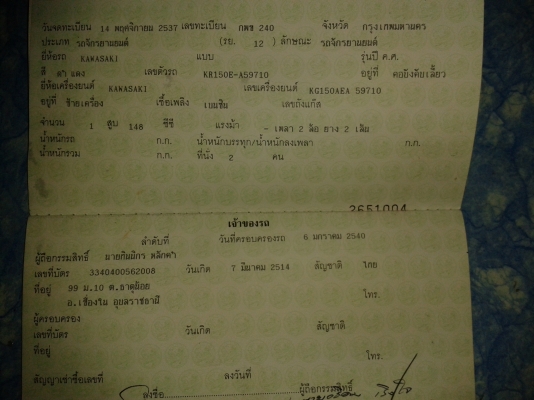 วันจดทะเบียน 14 พฤศจิกายน 2537 เลขทะเบียน กตช 240 จังหวัด กรุงเทพมหานคร
ประเภท รถจักรยานยนต์ (รย. 12 ) ลักษณะ รถจักรยานยนต์
ยี่ห้อรถ KAWASAKI แบบ รุ่นปี ค.ศ.
สี ดำ แดง เลขตัวรถ KR150E-A59710 อยู่ที่ คอบังคับเลี้ยว
ยี่ห้อเครื่องยนต์ KAWASAKI เลขเครื่องยนต์ KG150AEA 59710
อยู่ที่ ซ้ายเครื่อง เชื้อเพลิง เบนซิน เลขถังแก๊ส
จำนวน 1 สูบ 148 ซีซี แรงม้า - เพลา 2 ล้อ ยาง 2 เส้น
น้ำหนักรถ ก.ก. น้ำหนักบรรทุก/น้ำหนักลงเพลา ก.ก.
น้ำหนักรวม ก.ก. ที่นั่ง 2 คน
3651004
เจ้าของรถ
ลำดับที่ วันที่ครอบครองรถ 6 มกราคม 2540
ผู้ถือกรรมสิทธิ์
เลขที่บัตร 3340400562008 วันเกิด 7 มีนาคม 2514 สัญชาติ ไทย
ที่อยู่ 99 ม.10 ต.ธาตุน้อย โทร.
อ.เขื่องใน อุบลราชธานี
ผู้ครอบครอง
เลขที่บัตร วันเกิด สัญชาติ
ที่อยู่ โทร.
สัญญาเช่าซื้อเลขที่ ลงวันที่
ลงชื่อ ผู้ถือกรรมสิทธิ์